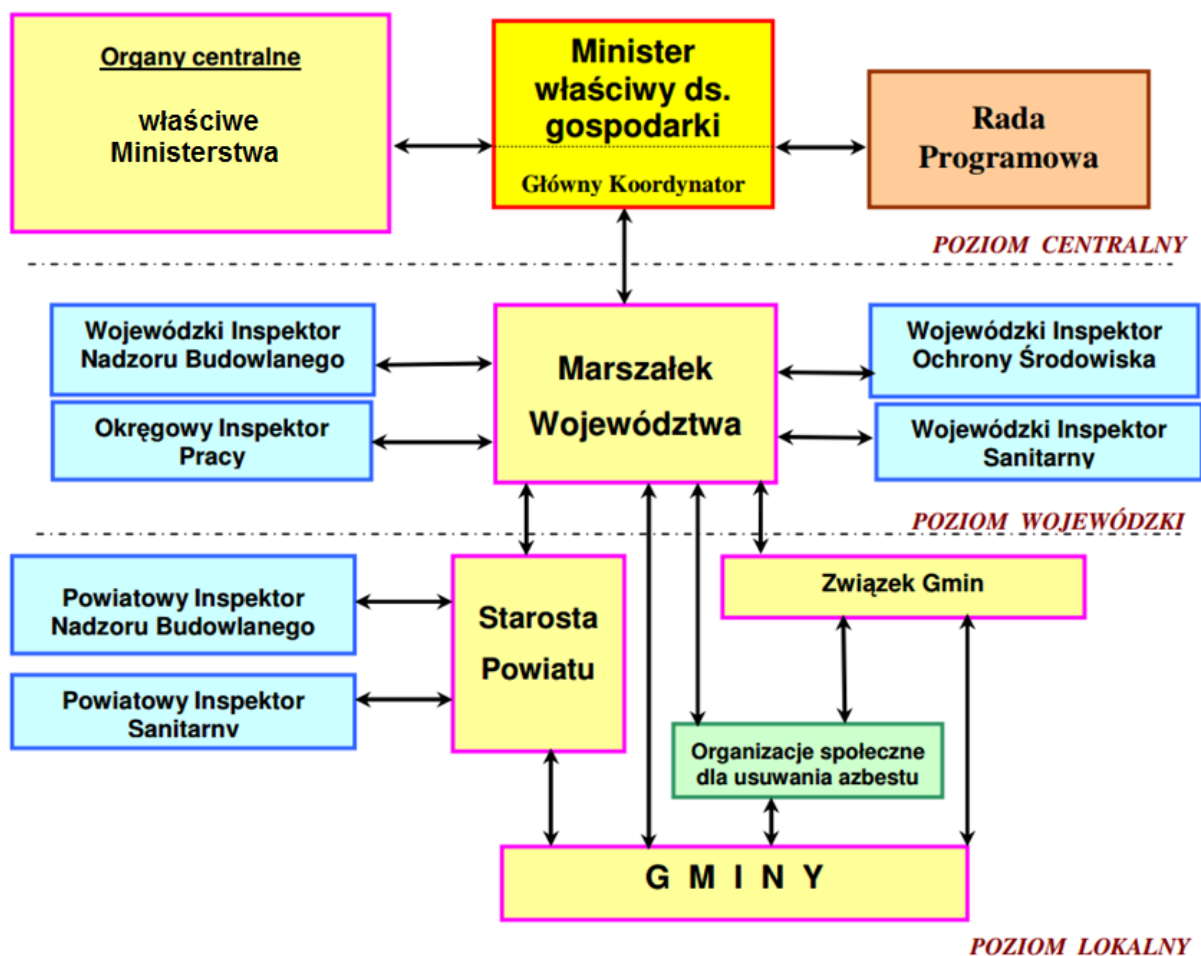 Organy centralne
właściwe
Ministerstwa
Minister
właściwy ds.
gospodarki
Główny Koordynator
Rada
Programowa
POZIOM CENTRALNY
Wojewódzki Inspektor
Nadzoru Budowlanego
Okręgowy Inspektor
Pracy
Marszałek
Województwa
Wojewódzki Inspektor
Ochrony Środowiska
Wojewódzki Inspektor
Sanitarny
POZIOM WOJEWÓDZKI
Powiatowy Inspektor
Nadzoru Budowlanego
Powiatowy Inspektor
Sanitarny
Starosta
Powiatu
Związek Gmin
Organizacje społeczne
dla usuwania azbestu
G M I N Y
POZIOM LOKALNY